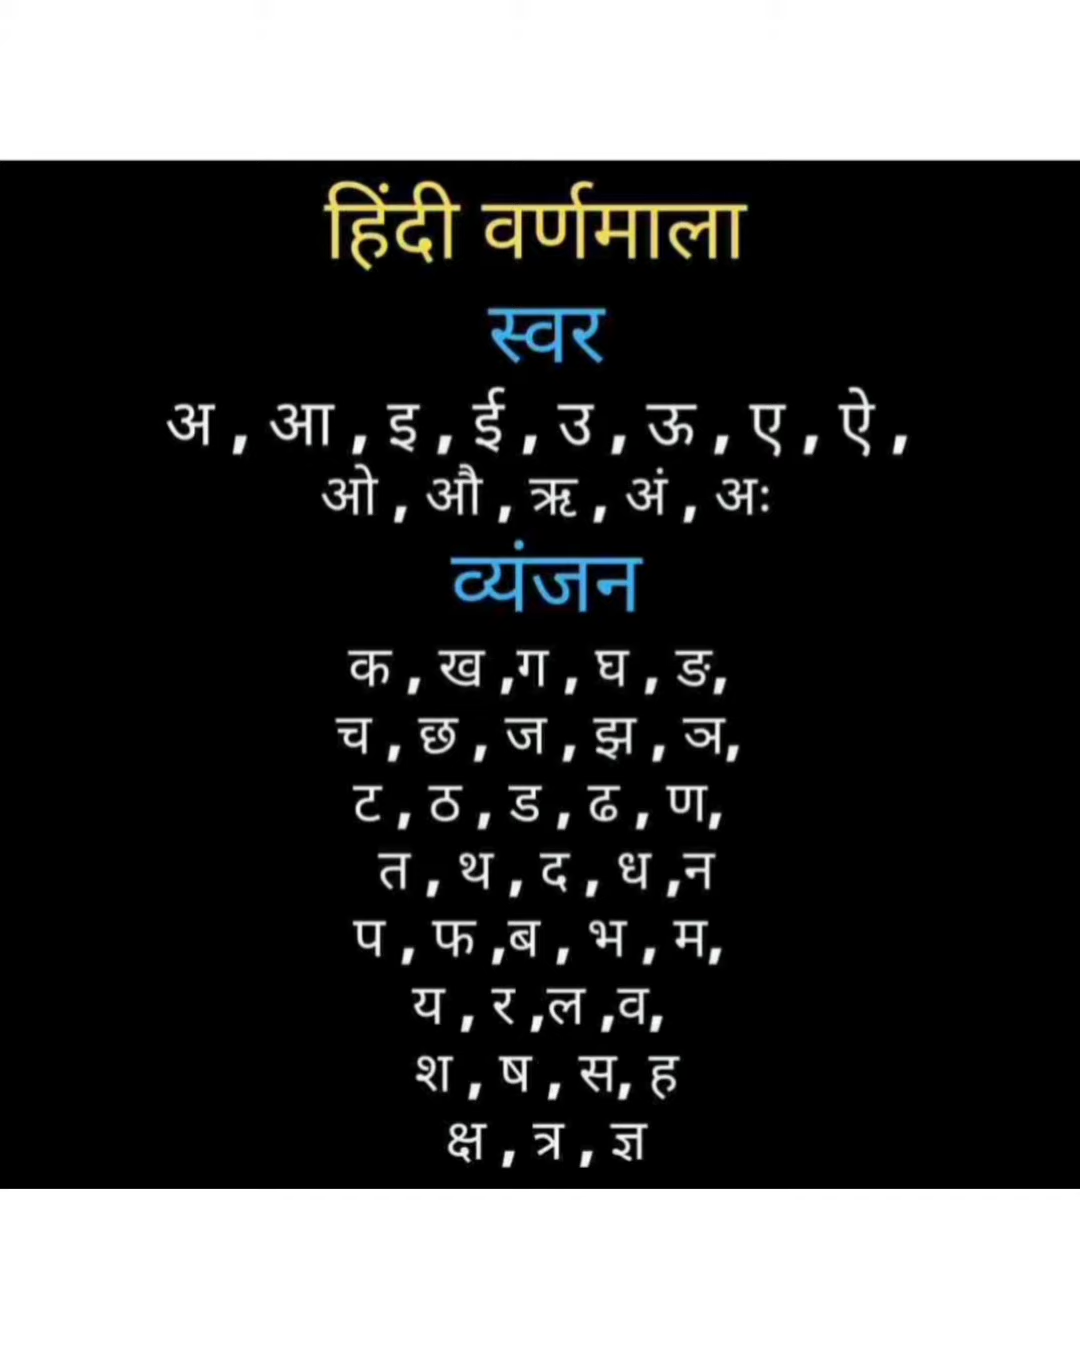 हिंदी वर्णमाला
स्वर
अ , आ , इ , ई , उ , ऊ , ए , ऐ ,
ओ , औ , ऋ , अं , अः
व्यंजन
क , ख ,ग , घ , ङ,
च , छ , ज , झ , ञ,
ट , ठ , ड , ढ , ण,
त , थ , द , ध ,न
प , फ ,ब , भ , म,
य , र ,ल ,व,
श , ष , स, ह
क्ष , त्र , ज्ञ